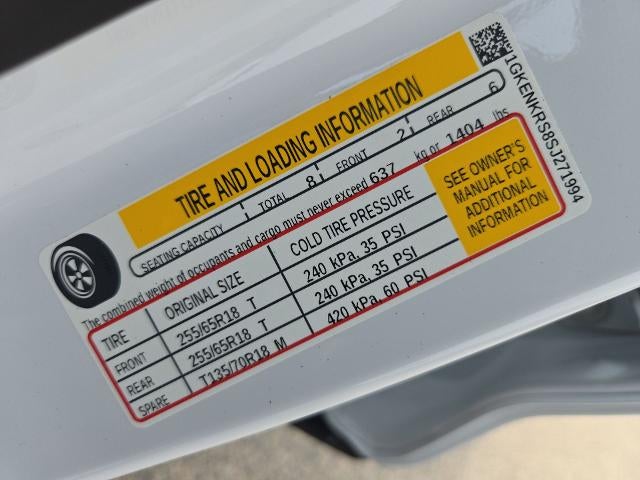 TIRE AND LOADING INFORMATION
SEATING CAPACITY TOTAL 8 FRONT 2 REAR 6
The combined weight of occupants and cargo must never exceed 637 kg or 1404 lbs
TIRE ORIGINAL SIZE COLD TIRE PRESSURE
FRONT 255/65R18 T 240 kPa, 35 PSI
REAR 255/65R18 T 240 kPa, 35 PSI
SPARE T135/70R18 M 420 kPa, 60 PSI
SEE OWNER'S
MANUAL FOR
ADDITIONAL
INFORMATION
1GKENKRS8SJ271994